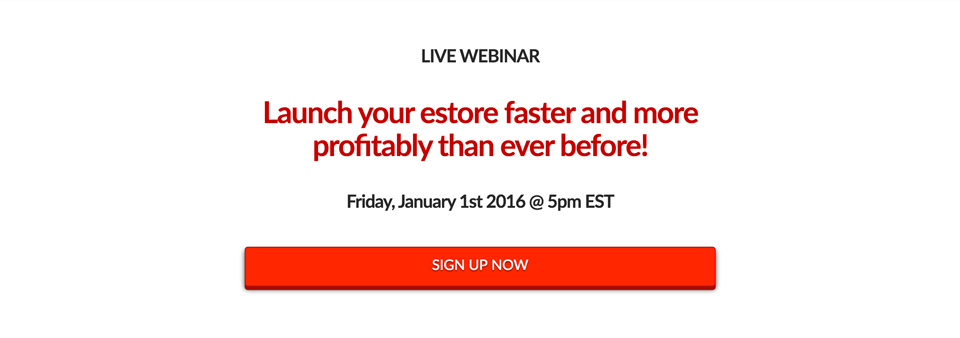 LIVE WEBINAR
Launch your estore faster and more
profitably than ever before!
Friday, January 1st 2016 @ 5pm EST
SIGN UP NOW